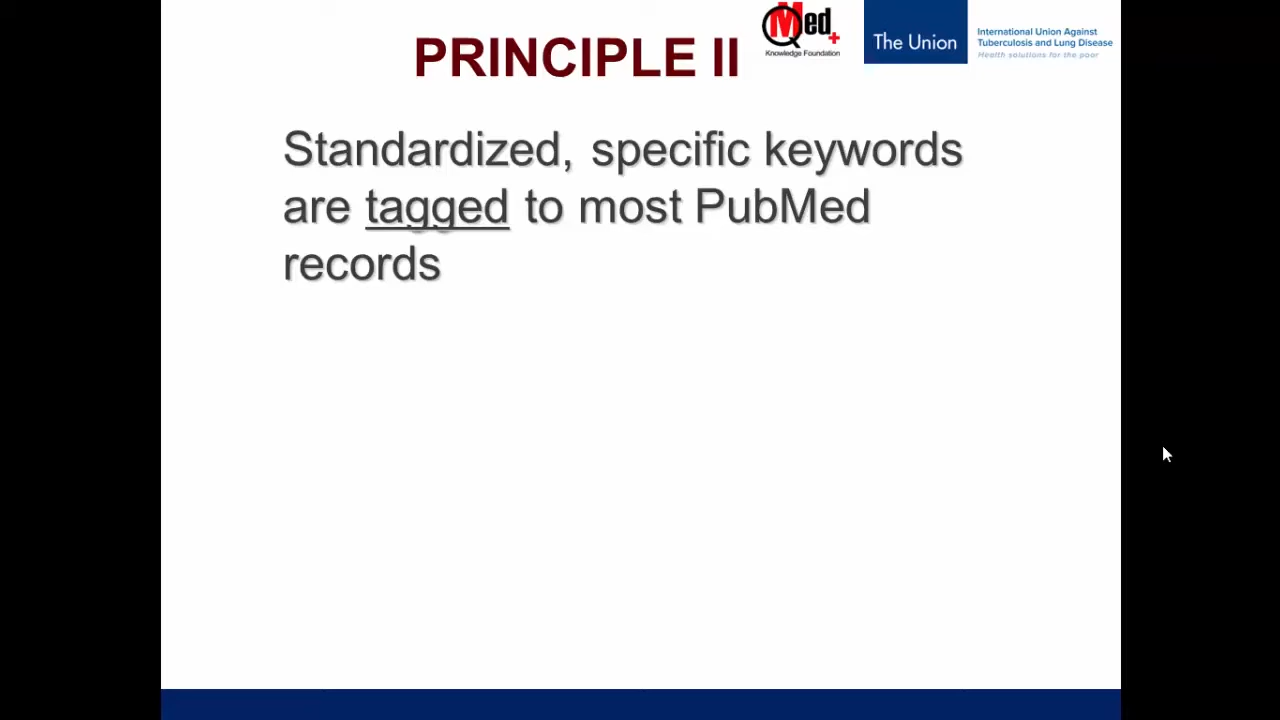 PRINCIPLE II
QMed+
Knowledge Foundation
The Union
International Union Against
Tuberculosis and Lung Disease
Health solutions for the poor
Standardized, specific keywords
are tagged to most PubMed
records